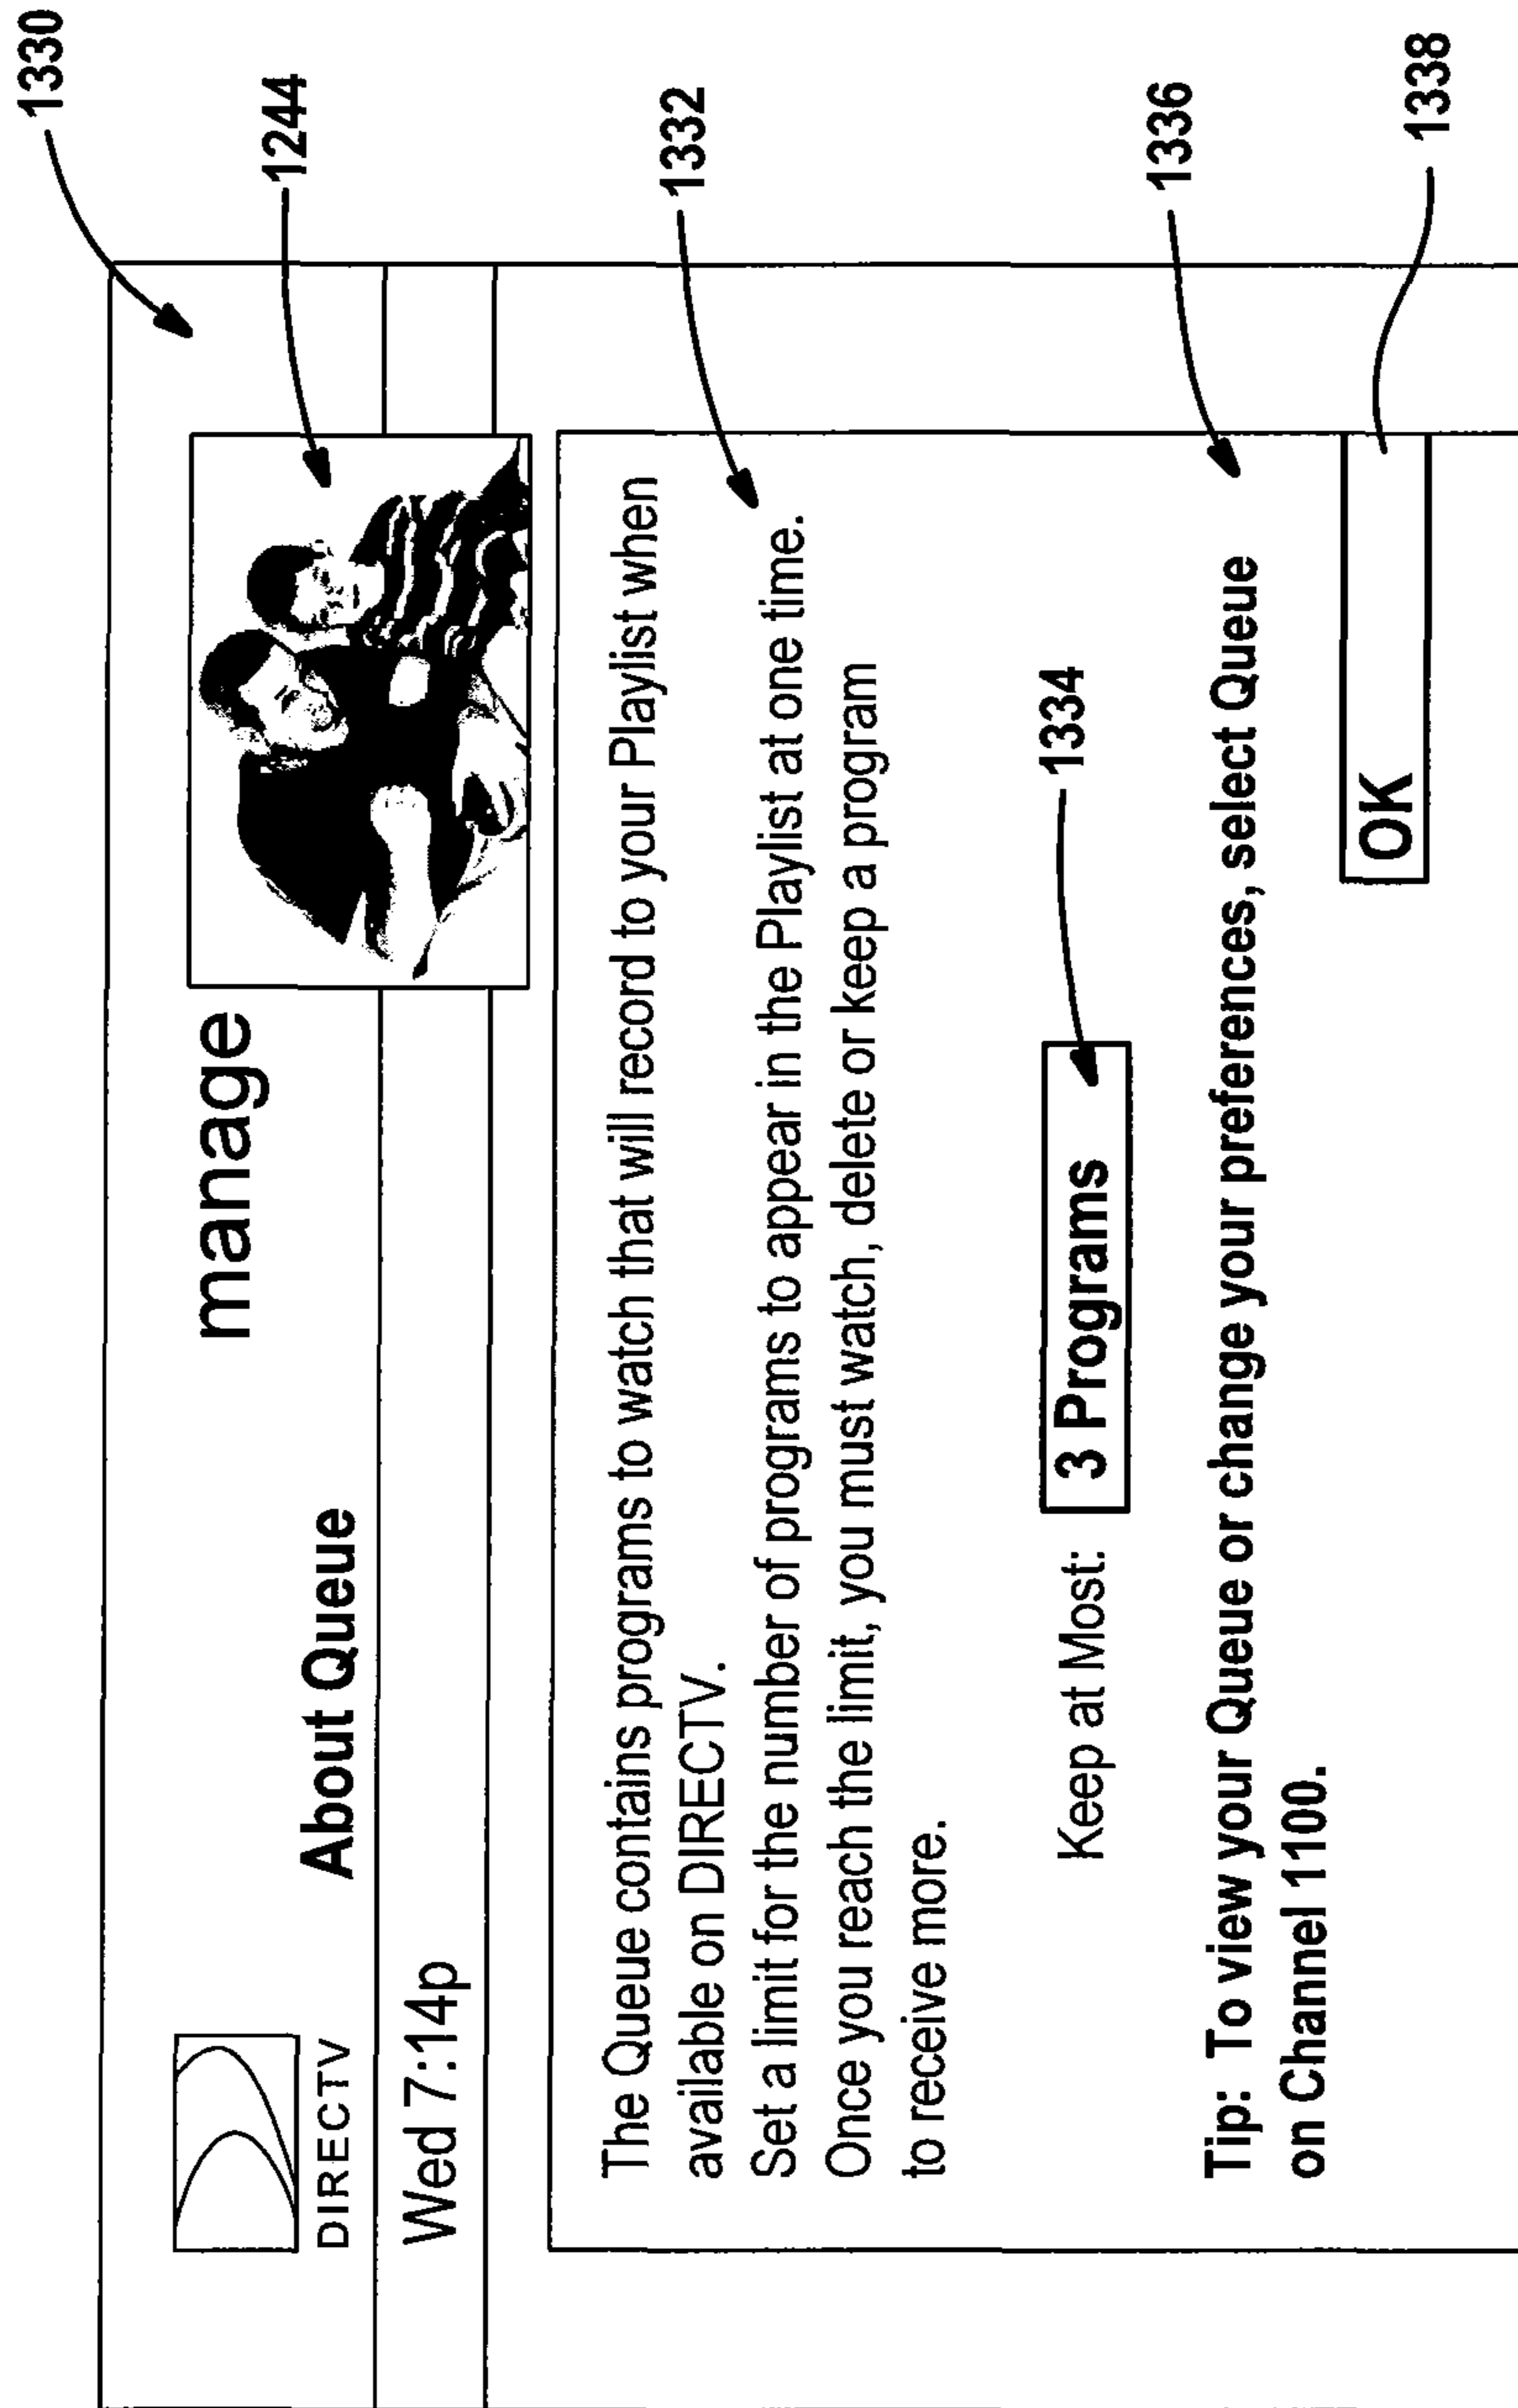 1330
manage
1244
DIRECTV
About Queue
Wed 7:14p
The Queue contains programs to watch that will record to your Playlist when
available on DIRECTV.
1332
Set a limit for the number of programs to appear in the Playlist at one time.
Once you reach the limit, you must watch, delete or keep a program
to receive more.
1334
Keep at Most: 3 Programs
1336
Tip: To view your Queue or change your preferences, select Queue
on Channel 1100.
OK
1338